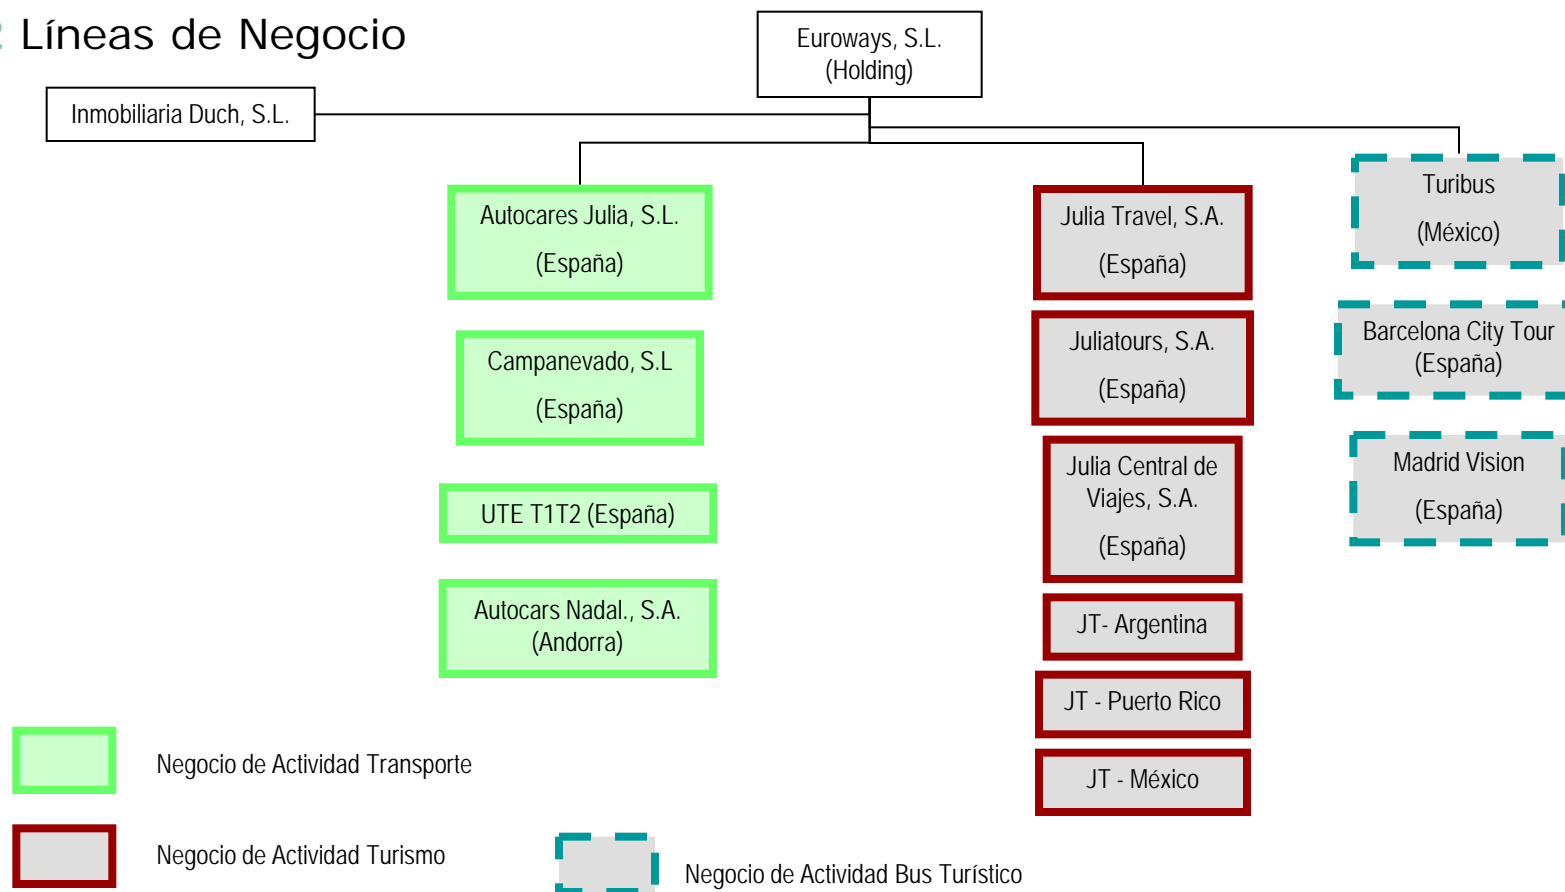 2 Líneas de Negocio
Euroways, S.L.
(Holding)
Inmobiliaria Duch, S.L.
Autocares Julia, S.L.
(España)
Campanevado, S.L
(España)
UTE T1T2 (España)
Autocars Nadal., S.A.
(Andorra)
Julia Travel, S.A.
(España)
Juliatours, S.A.
(España)
Julia Central de
Viajes, S.A.
(España)
JT- Argentina
JT - Puerto Rico
JT - México
Turibus
(México)
Barcelona City Tour
(España)
Madrid Vision
(España)
Negocio de Actividad Transporte
Negocio de Actividad Turismo
Negocio de Actividad Bus Turístico